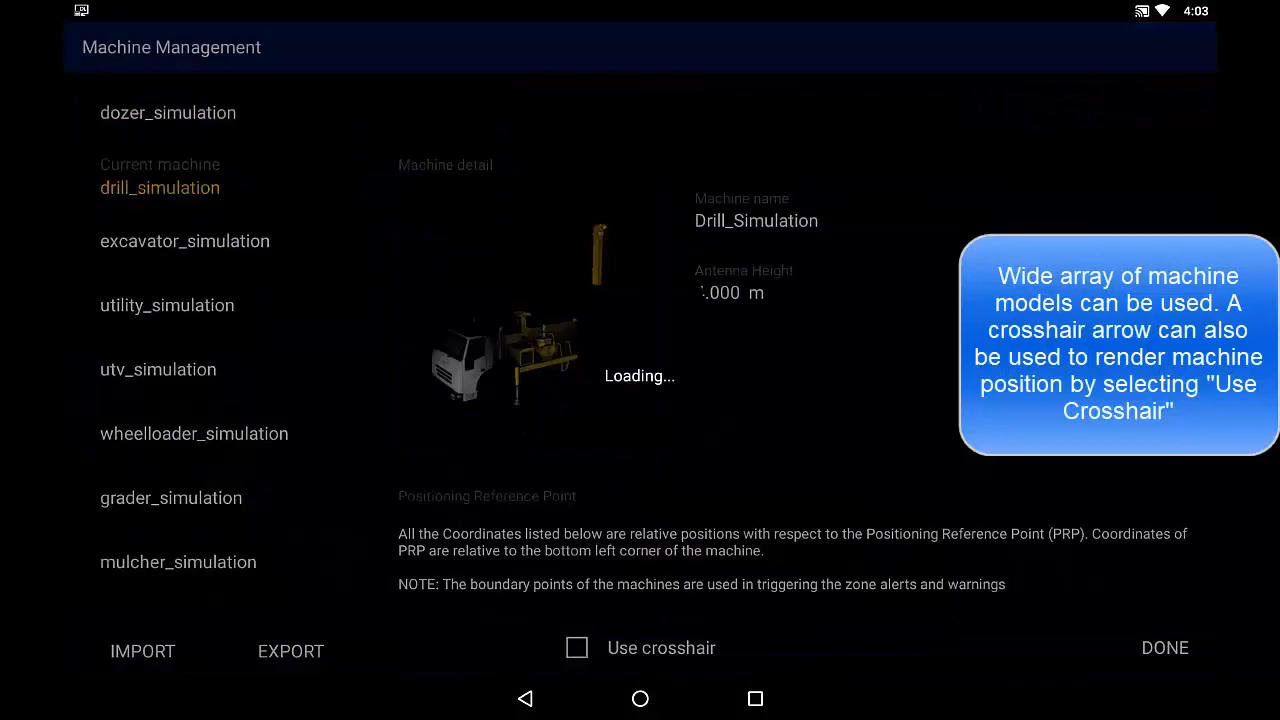 4:03
Machine Management
dozer_simulation
Current machine
drill_simulation
excavator_simulation
utility_simulation
utv_simulation
wheelloader_simulation
grader_simulation
mulcher_simulation
IMPORT
EXPORT
Machine detail
Machine name
Drill_Simulation
Antenna Height
.000 m
Loading...
Positioning Reference Point
All the Coordinates listed below are relative positions with respect to the Positioning Reference Point (PRP). Coordinates of
PRP are relative to the bottom left corner of the machine.
NOTE: The boundary points of the machines are used in triggering the zone alerts and warnings
Use crosshair
DONE
Wide array of machine
models can be used. A
crosshair arrow can also
be used to render machine
position by selecting "Use
Crosshair"